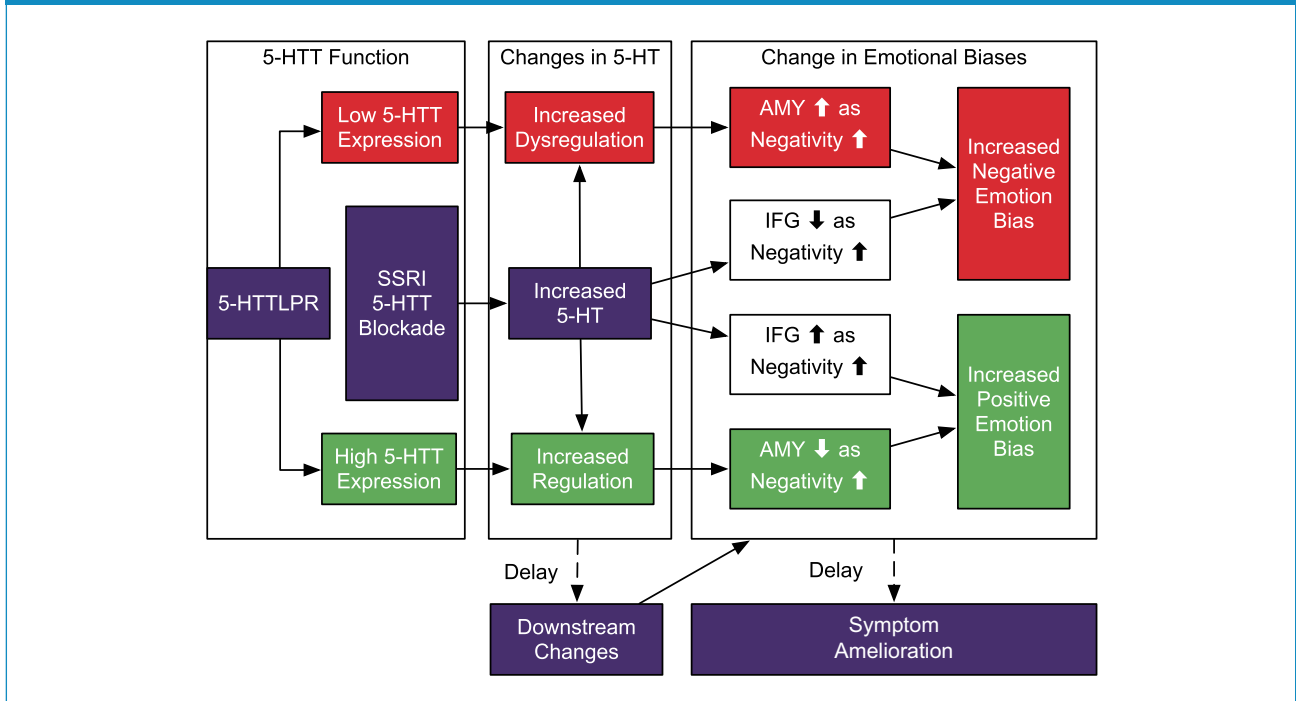 5-HTT Function
Low 5-HTT
Expression
SSRI
5-HTT
Blockade
5-HTTLPR
High 5-HTT
Expression
Changes in 5-HT
Increased
Dysregulation
Increased
5-HT
Increased
Regulation
Change in Emotional Biases
AMY ⬆ as
Negativity ⬆
IFG ⬇ as
Negativity ⬆
IFG ⬆ as
Negativity ⬆
AMY ⬇ as
Negativity ⬆
Increased
Negative
Emotion
Bias
Increased
Positive
Emotion
Bias
Delay
Downstream
Changes
Delay
Symptom
Amelioration